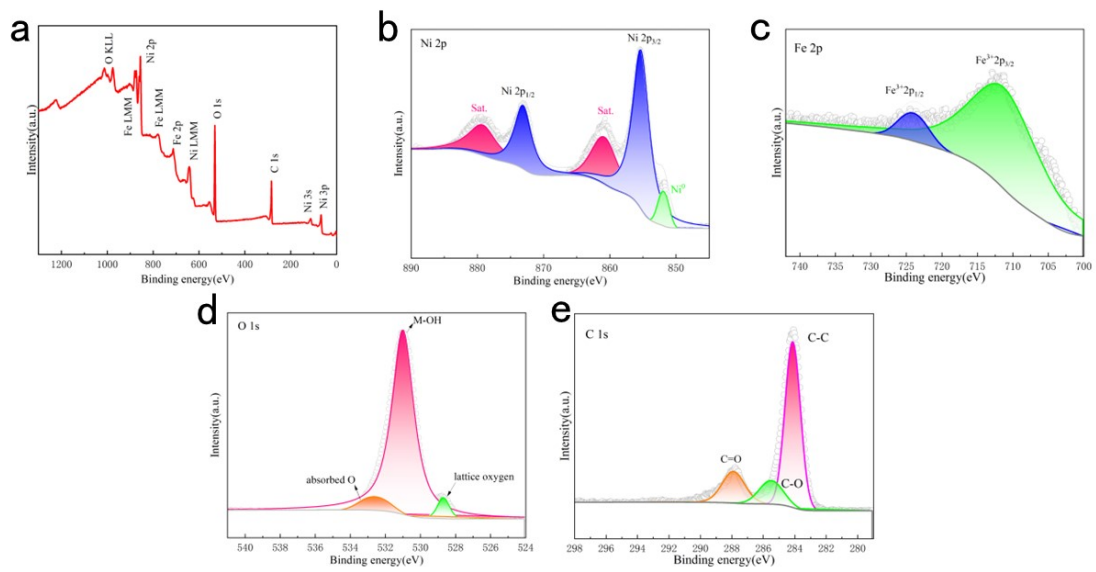 a
O KLL
Fe LMM
Ni 2p
Fe LMM
Fe 2p
Ni LMM
O 1s
C 1s
Ni 3s
Ni 3p
Intensity(a.u.)
1200 1000 800 600 400 200 0
Binding energy(eV)
b
Ni 2p
Ni 2p3/2
Ni 2p1/2
Sat.
Sat.
Ni0
Intensity(a.u.)
890 880 870 860 850
Binding energy(eV)
c
Fe 2p
Fe3+2p3/2
Fe3+2p1/2
Intensity(a.u.)
740 735 730 725 720 715 710 705 700
Binding energy(eV)
d
O 1s
M-OH
absorbed O
lattice oxygen
Intensity(a.u.)
540 538 536 534 532 530 528 526 524
Binding energy(eV)
e
C 1s
C-C
C=O
C-O
Intensity(a.u.)
298 296 294 292 290 288 286 284 282 280
Binding energy(eV)